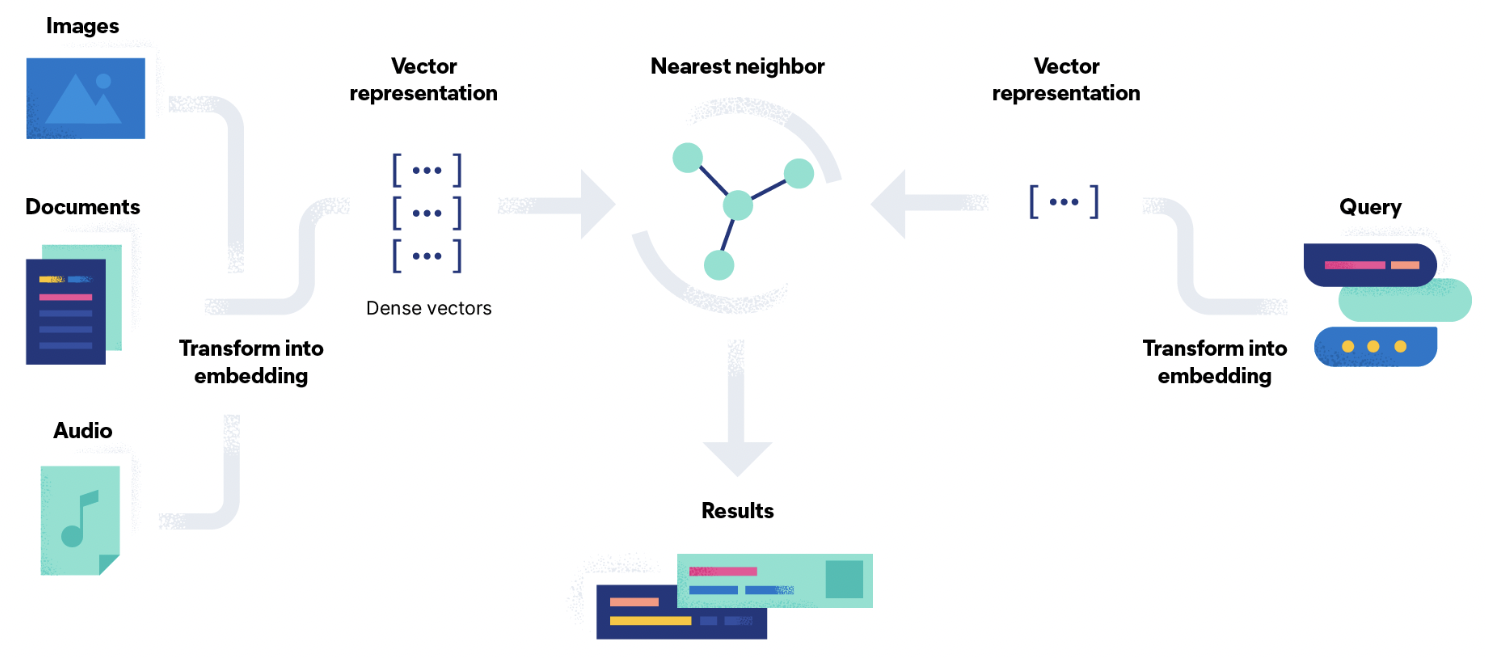 Images
Documents
Audio
Transform into
embedding
Vector
representation
[ ••• ]
[ ••• ]
[ ••• ]
Dense vectors
Nearest neighbor
Results
Vector
representation
[ ••• ]
Transform into
embedding
Query